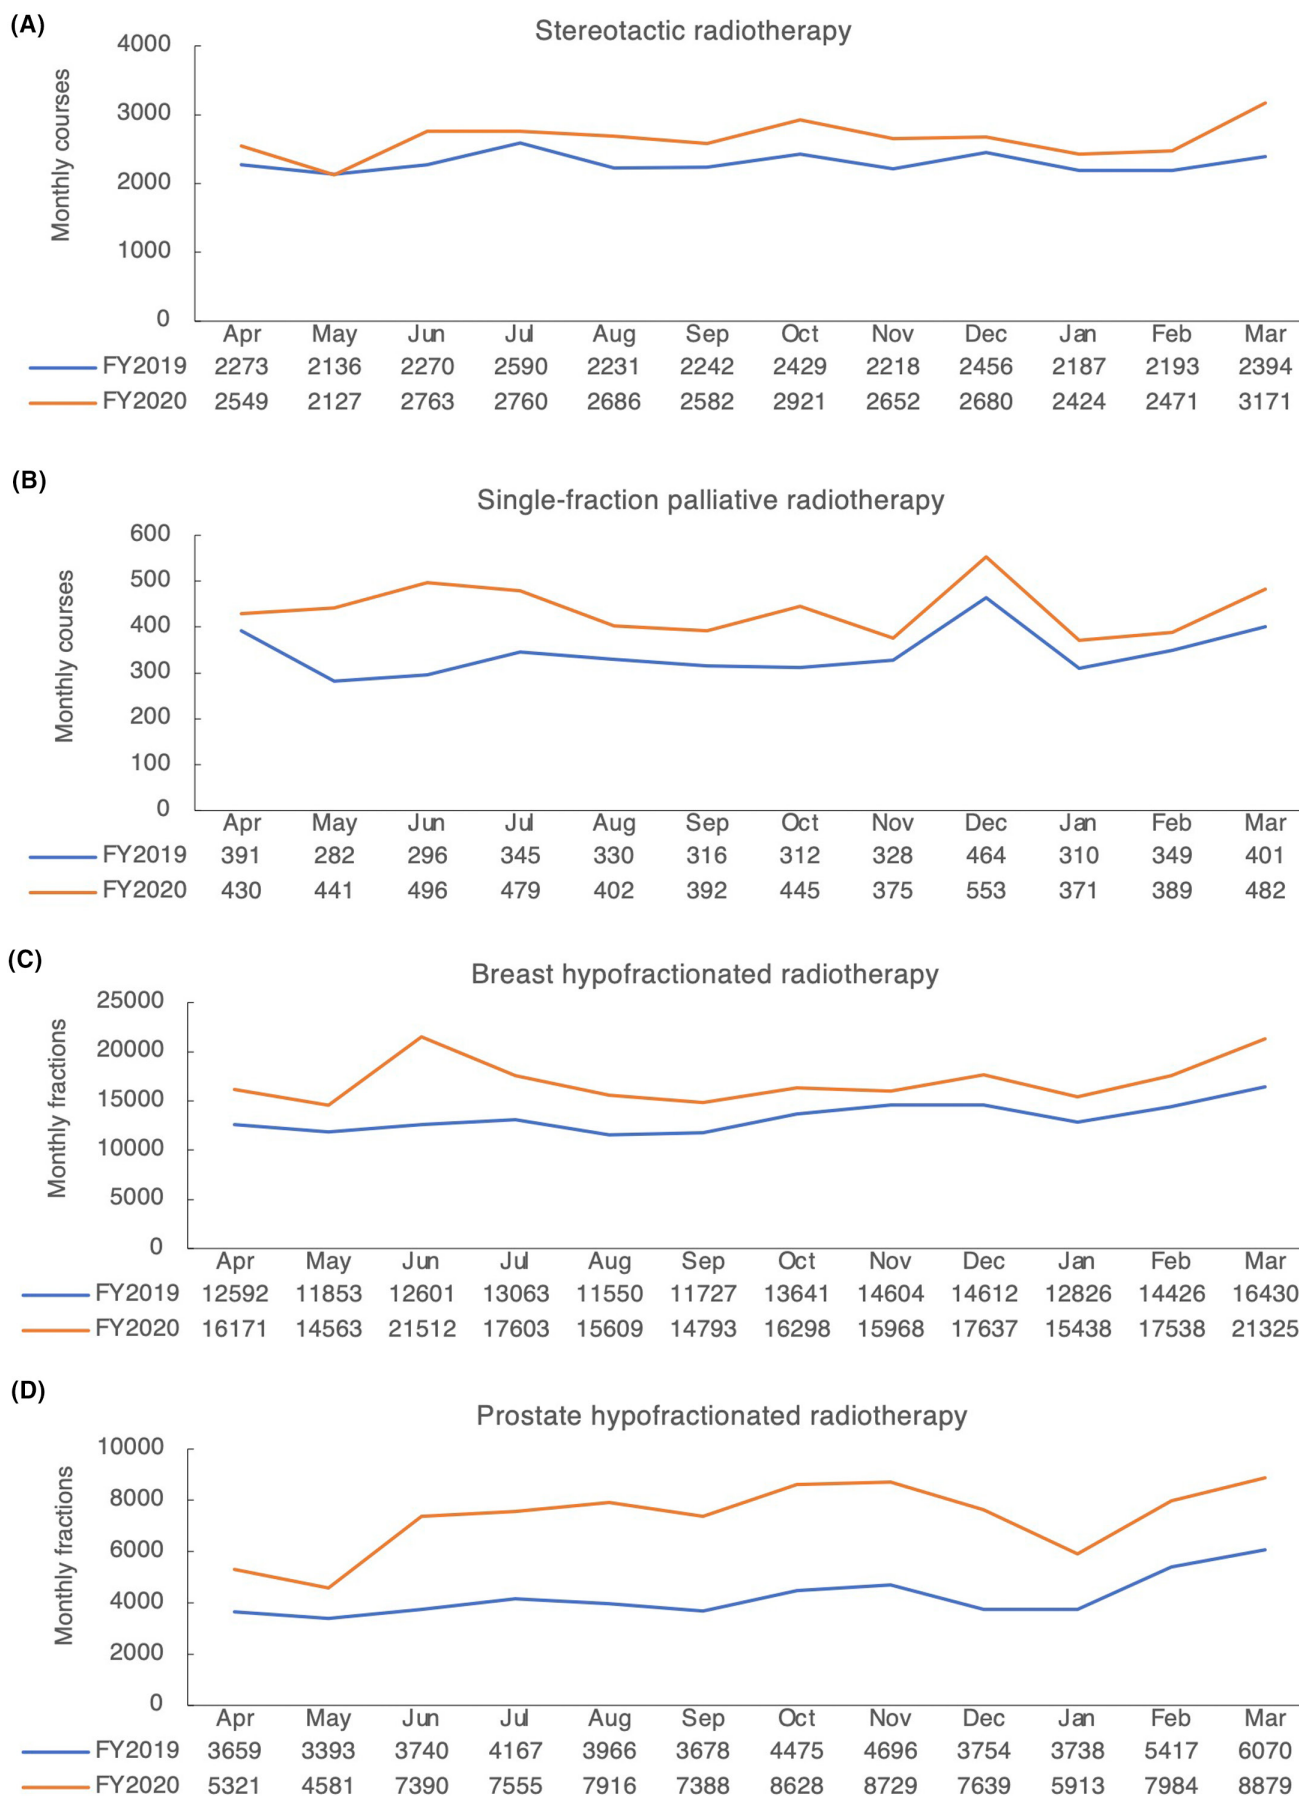 (A)
Stereotactic radiotherapy
Monthly courses
4000
3000
2000
1000
0
Apr May Jun Jul Aug Sep Oct Nov Dec Jan Feb Mar
FY2019 2273 2136 2270 2590 2231 2242 2429 2218 2456 2187 2193 2394
FY2020 2549 2127 2763 2760 2686 2582 2921 2652 2680 2424 2471 3171
(B)
Single-fraction palliative radiotherapy
Monthly courses
600
500
400
300
200
100
0
Apr May Jun Jul Aug Sep Oct Nov Dec Jan Feb Mar
FY2019 391 282 296 345 330 316 312 328 464 310 349 401
FY2020 430 441 496 479 402 392 445 375 553 371 389 482
(C)
Breast hypofractionated radiotherapy
Monthly fractions
25000
20000
15000
10000
5000
0
Apr May Jun Jul Aug Sep Oct Nov Dec Jan Feb Mar
FY2019 12592 11853 12601 13063 11550 11727 13641 14604 14612 12826 14426 16430
FY2020 16171 14563 21512 17603 15609 14793 16298 15968 17637 15438 17538 21325
(D)
Prostate hypofractionated radiotherapy
Monthly fractions
10000
8000
6000
4000
2000
0
Apr May Jun Jul Aug Sep Oct Nov Dec Jan Feb Mar
FY2019 3659 3393 3740 4167 3966 3678 4475 4696 3754 3738 5417 6070
FY2020 5321 4581 7390 7555 7916 7388 8628 8729 7639 5913 7984 8879